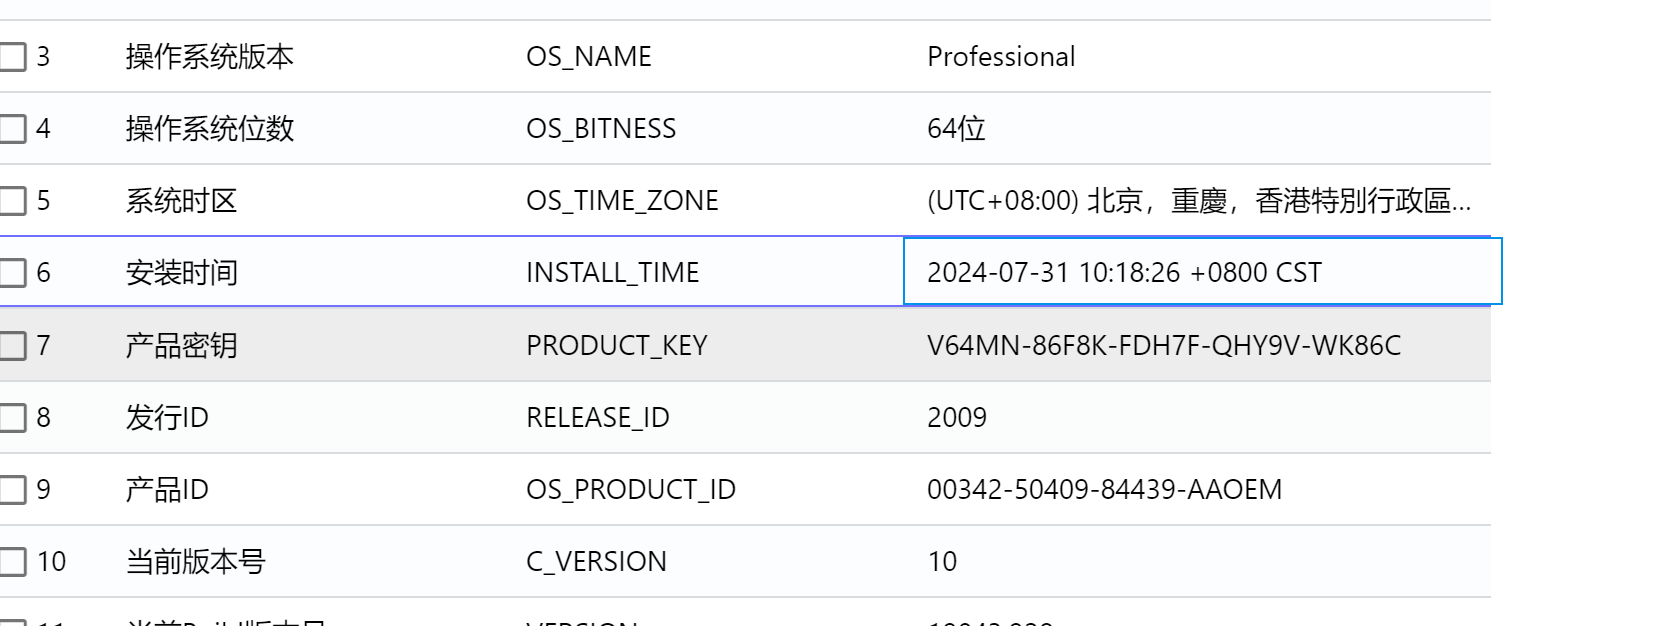 3 操作系统版本 OS_NAME Professional
4 操作系统位数 OS_BITNESS 64位
5 系统时区 OS_TIME_ZONE (UTC+08:00) 北京，重慶，香港特別行政區...
6 安装时间 INSTALL_TIME 2024-07-31 10:18:26 +0800 CST
7 产品密钥 PRODUCT_KEY V64MN-86F8K-FDH7F-QHY9V-WK86C
8 发行ID RELEASE_ID 2009
9 产品ID OS_PRODUCT_ID 00342-50409-84439-AAOEM
10 当前版本号 C_VERSION 10